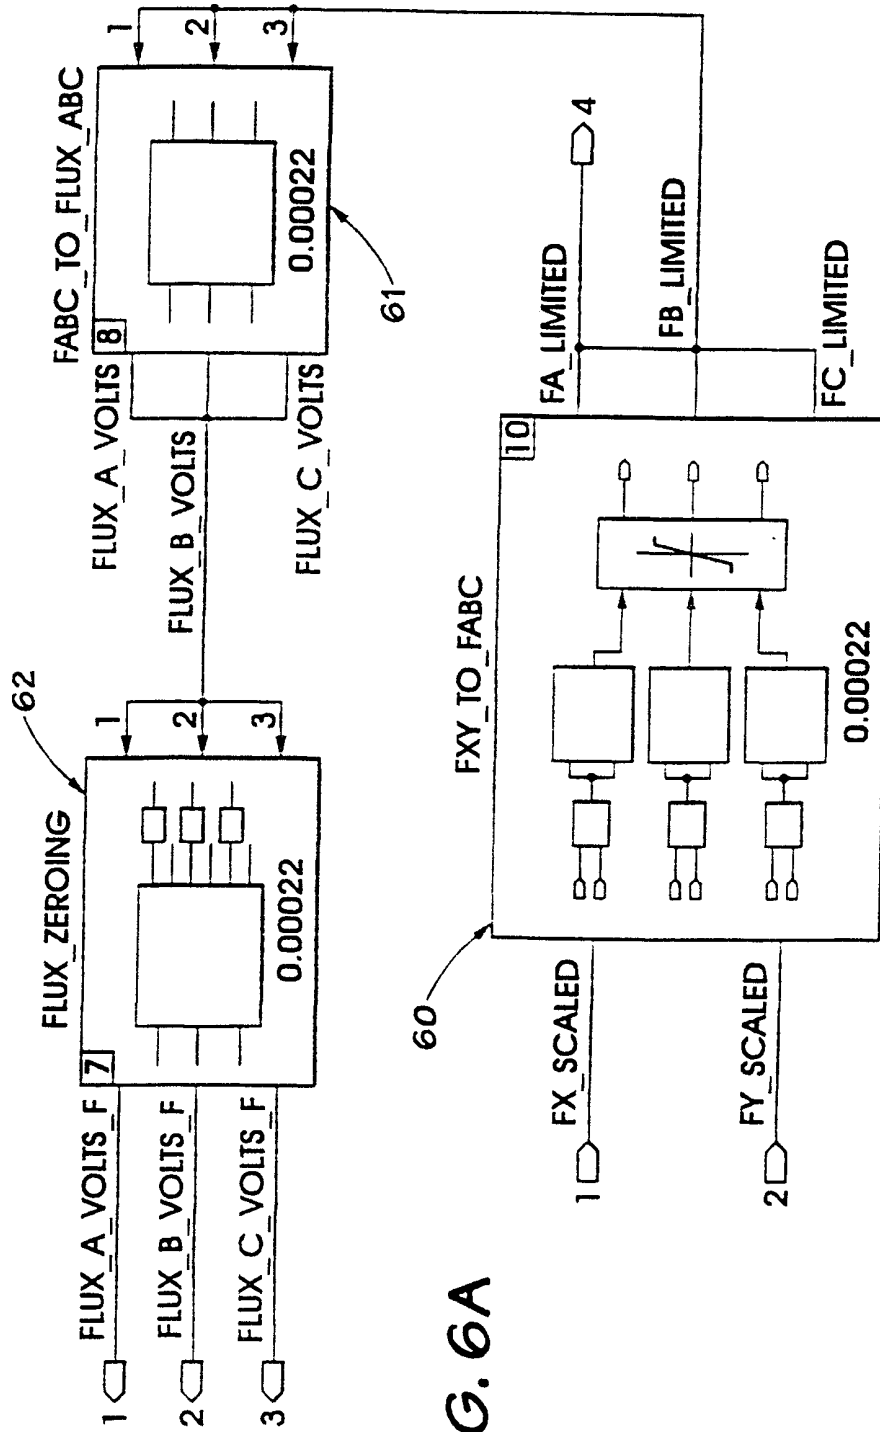 62
FLUX_ZEROING
7
0.00022
1
2
3
FLUX_A_VOLTS_F
FLUX_B_VOLTS_F
FLUX_C_VOLTS_F
1
2
3
FABC_TO_FLUX_ABC
8
0.00022
1
2
3
61
FLUX_A_VOLTS
FLUX_B_VOLTS
FLUX_C_VOLTS
60
FXY_TO_FABC
10
0.00022
1
FX_SCALED
2
FY_SCALED
FA_LIMITED
4
FB_LIMITED
FC_LIMITED
G. 6A